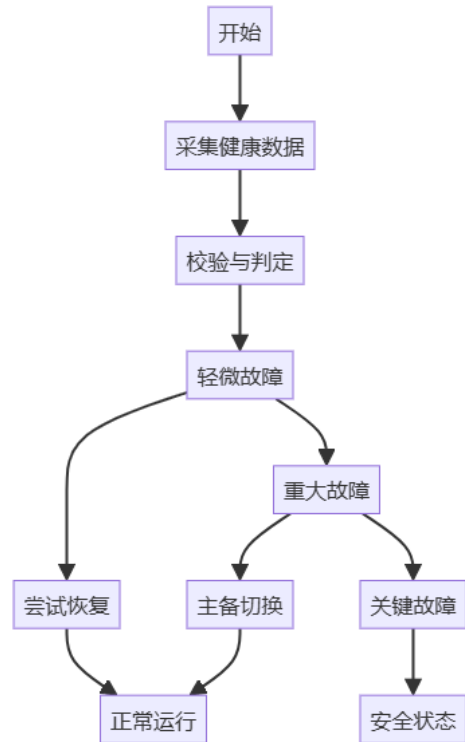 开始
采集健康数据
校验与判定
轻微故障
重大故障
尝试恢复
主备切换
关键故障
正常运行
安全状态